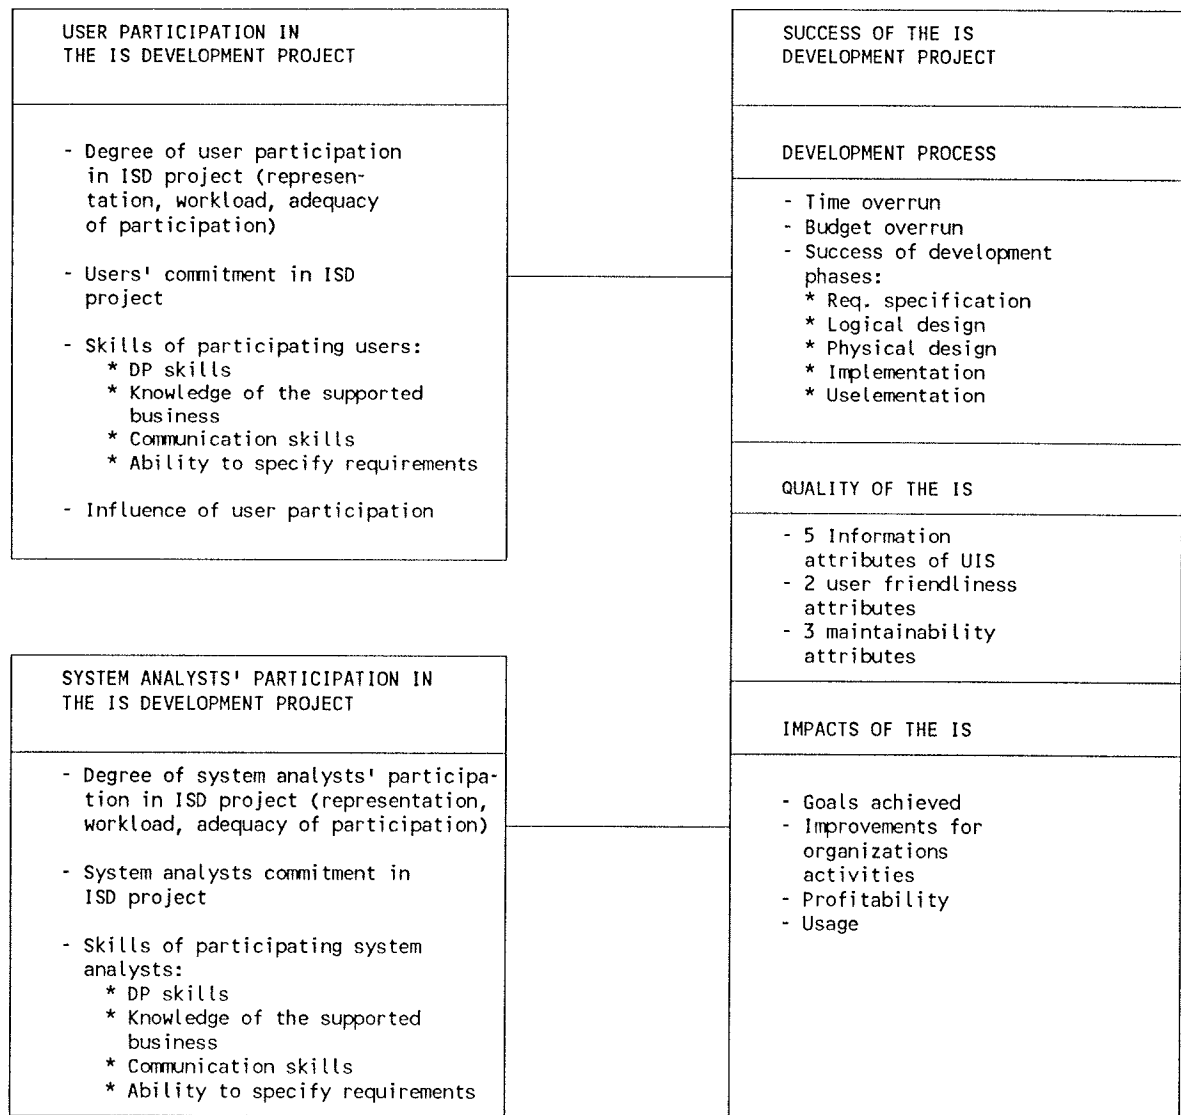 USER PARTICIPATION IN
THE IS DEVELOPMENT PROJECT
- Degree of user participation
in ISD project (represen-
tation, workload, adequacy
of participation)
- Users' commitment in ISD
project
- Skills of participating users:
* DP skills
* Knowledge of the supported
business
* Communication skills
* Ability to specify requirements
- Influence of user participation
SYSTEM ANALYSTS' PARTICIPATION IN
THE IS DEVELOPMENT PROJECT
- Degree of system analysts' participa-
tion in ISD project (representation,
workload, adequacy of participation)
- System analysts commitment in
ISD project
- Skills of participating system
analysts:
* DP skills
* Knowledge of the supported
business
* Communication skills
* Ability to specify requirements
SUCCESS OF THE IS
DEVELOPMENT PROJECT
DEVELOPMENT PROCESS
- Time overrun
- Budget overrun
- Success of development
phases:
* Req. specification
* Logical design
* Physical design
* Implementation
* Uselementation
QUALITY OF THE IS
- 5 Information
attributes of UIS
- 2 user friendliness
attributes
- 3 maintainability
attributes
IMPACTS OF THE IS
- Goals achieved
- Improvements for
organizations
activities
- Profitability
- Usage